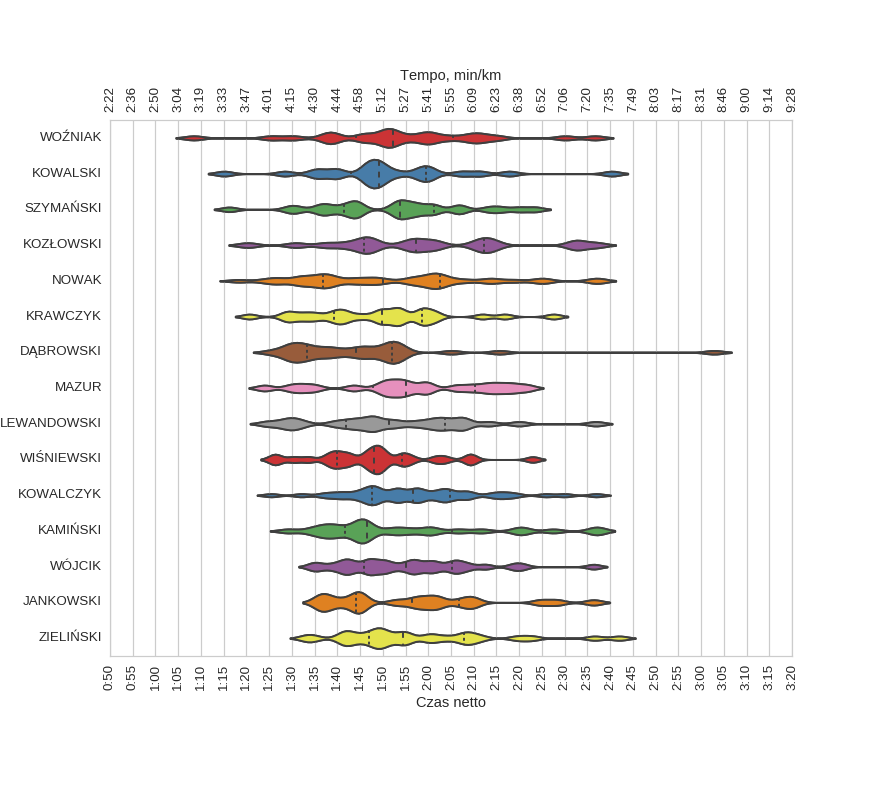 Tempo, min/km
2:22 2:36 2:50 3:04 3:19 3:33 3:47 4:01 4:15 4:30 4:44 4:58 5:12 5:27 5:41 5:55 6:09 6:23 6:38 6:52 7:06 7:20 7:35 7:49 8:03 8:17 8:31 8:46 9:00 9:14 9:28
WOŹNIAK
KOWALSKI
SZYMAŃSKI
KOZŁOWSKI
NOWAK
KRAWCZYK
DĄBROWSKI
MAZUR
LEWANDOWSKI
WIŚNIEWSKI
KOWALCZYK
KAMIŃSKI
WÓJCIK
JANKOWSKI
ZIELIŃSKI
0:50 0:55 1:00 1:05 1:10 1:15 1:20 1:25 1:30 1:35 1:40 1:45 1:50 1:55 2:00 2:05 2:10 2:15 2:20 2:25 2:30 2:35 2:40 2:45 2:50 2:55 3:00 3:05 3:10 3:15 3:20
Czas netto